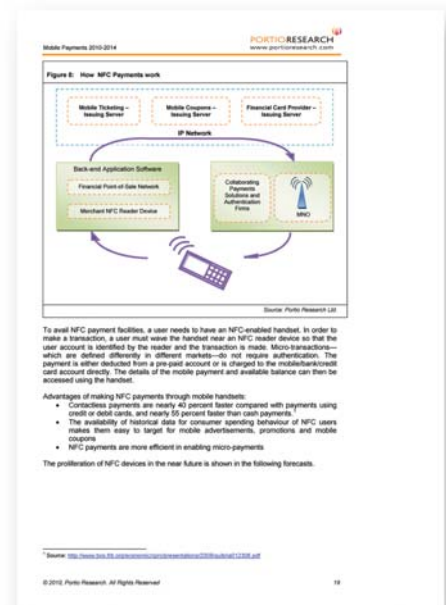 PORTIORESEARCH
Mobile Payments 2010-2014
www.portioresearch.com
Figure 8: How NFC Payments work
Mobile Ticketing – Issuing Server
Mobile Coupons – Issuing Server
Financial Card Provider – Issuing Server
IP Network
Back-end Application Software
Financial Point-of-Sale Network
Merchant NFC Reader Device
Collaborating
Payments
Solutions and
Authentication
Firms
MNO
Source: Portio Research Ltd.
To avail NFC payment facilities, a user needs to have an NFC-enabled handset. In order to
make a transaction, a user must wave the handset near an NFC reader device so that the
user account is identified by the reader and the transaction is made. Micro-transactions—
which are defined differently in different markets—do not require authentication. The
payment is either deducted from a pre-paid account or is charged to the mobile/bank/credit
card account directly. The details of the mobile payment and available balance can then be
accessed using the handset.
Advantages of making NFC payments through mobile handsets:
• Contactless payments are nearly 40 percent faster compared with payments using
credit or debit cards, and nearly 55 percent faster than cash payments.
• The availability of historical data for consumer spending behaviour of NFC users
makes them easy to target for mobile advertisements, promotions and mobile
coupons
• NFC payments are more efficient in enabling micro-payments
The proliferation of NFC devices in the near future is shown in the following forecasts.
Source:
© 2010, Portio Research. All Rights Reserved